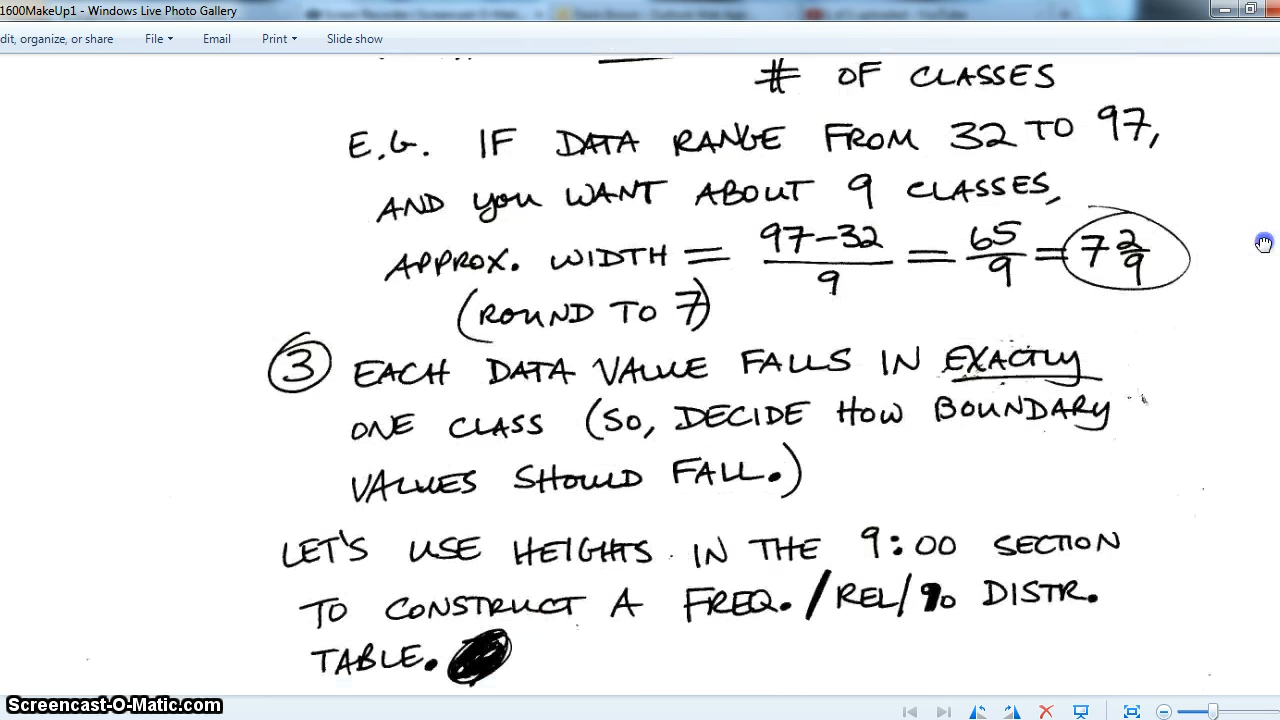 1600MakeUp1 - Windows Live Photo Gallery
dit, organize, or share File Email Print Slide show
# OF CLASSES
E.G. IF DATA RANGE FROM 32 TO 97,
AND YOU WANT ABOUT 9 CLASSES,
APPROX. WIDTH = 97-32/9 = 65/9 = 7 2/9
(ROUND TO 7)
3 EACH DATA VALUE FALLS IN EXACTLY
ONE CLASS (SO, DECIDE HOW BOUNDARY
VALUES SHOULD FALL.)
LET'S USE HEIGHTS IN THE 9:00 SECTION
TO CONSTRUCT A FREQ./REL/% DISTR.
TABLE.
Screencast-O-Matic.com